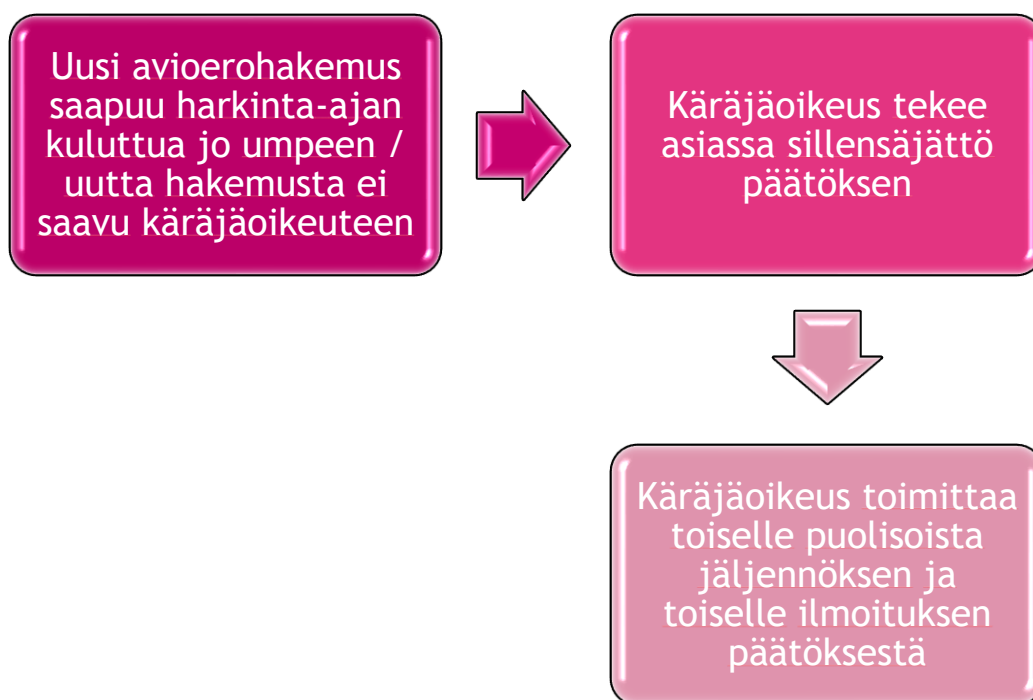 Uusi avioerohakemus
saapuu harkinta-ajan
kuluttua jo umpeen /
uutta hakemusta ei
saavu käräjäoikeuteen
Käräjäoikeus tekee
asiassa sillensäjättö
päätöksen
Käräjäoikeus toimittaa
toiselle puolisoista
jäljennöksen ja
toiselle ilmoituksen
päätöksestä